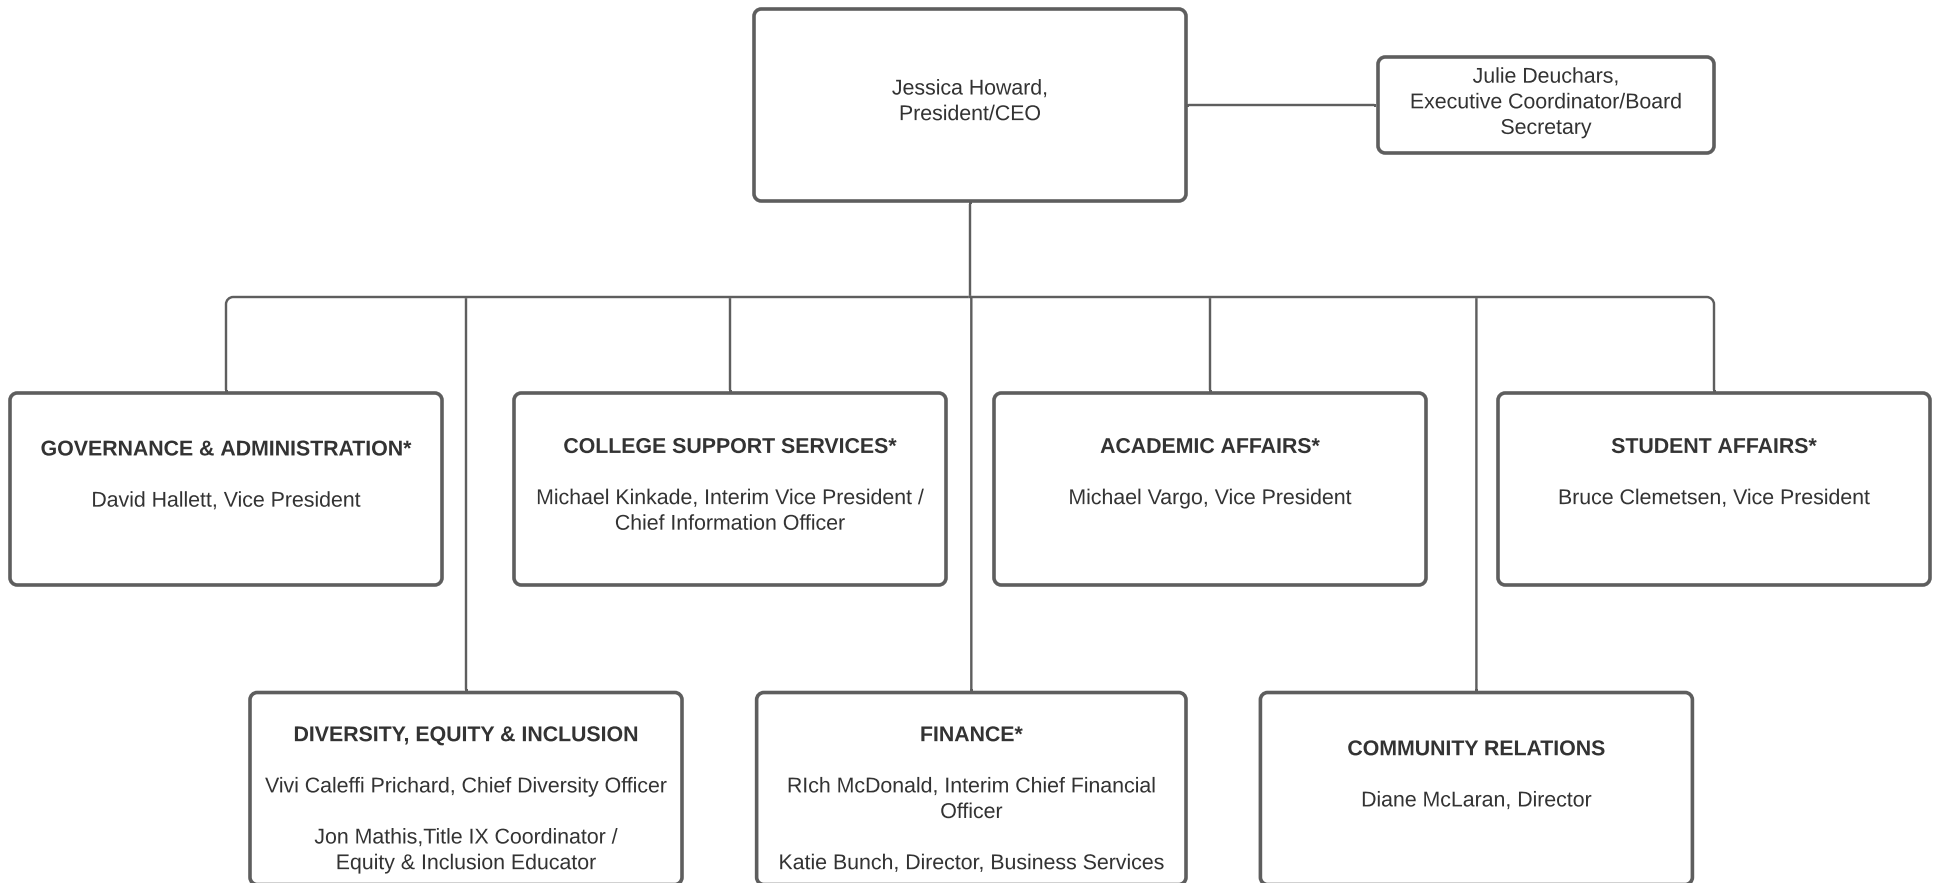 Jessica Howard,
President/CEO
Julie Deuchars,
Executive Coordinator/Board
Secretary
GOVERNANCE & ADMINISTRATION*
David Hallett, Vice President
COLLEGE SUPPORT SERVICES*
Michael Kinkade, Interim Vice President /
Chief Information Officer
ACADEMIC AFFAIRS*
Michael Vargo, Vice President
STUDENT AFFAIRS*
Bruce Clemetsen, Vice President
DIVERSITY, EQUITY & INCLUSION
Vivi Caleffi Prichard, Chief Diversity Officer
Jon Mathis,Title IX Coordinator /
Equity & Inclusion Educator
FINANCE*
RIch McDonald, Interim Chief Financial
Officer
Katie Bunch, Director, Business Services
COMMUNITY RELATIONS
Diane McLaran, Director